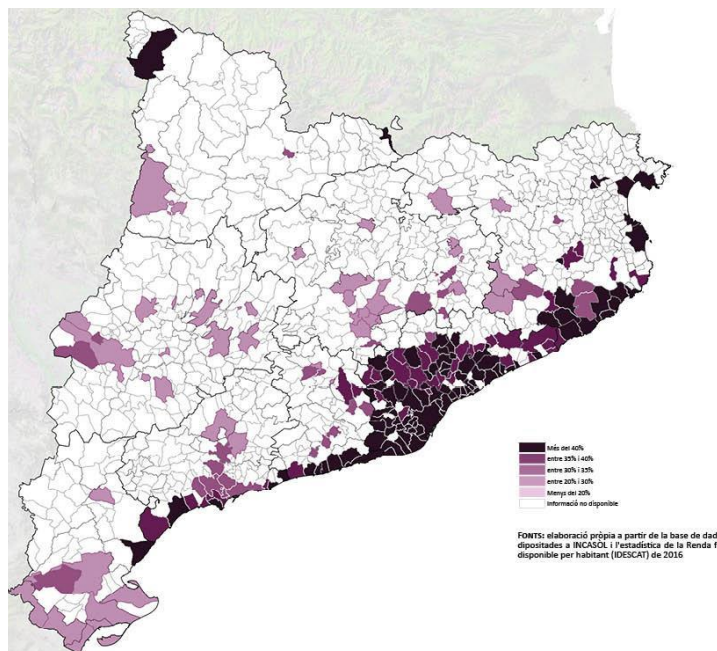 Més del 40%
entre 35% i 40%
entre 30% i 35%
entre 20% i 30%
Menys del 20%
Informació no disponible
FONTS: elaboració pròpia a partir de la base de dad
dipositades a INCASÒL i l'estadística de la Renda f
disponible per habitant (IDESCAT) de 2016